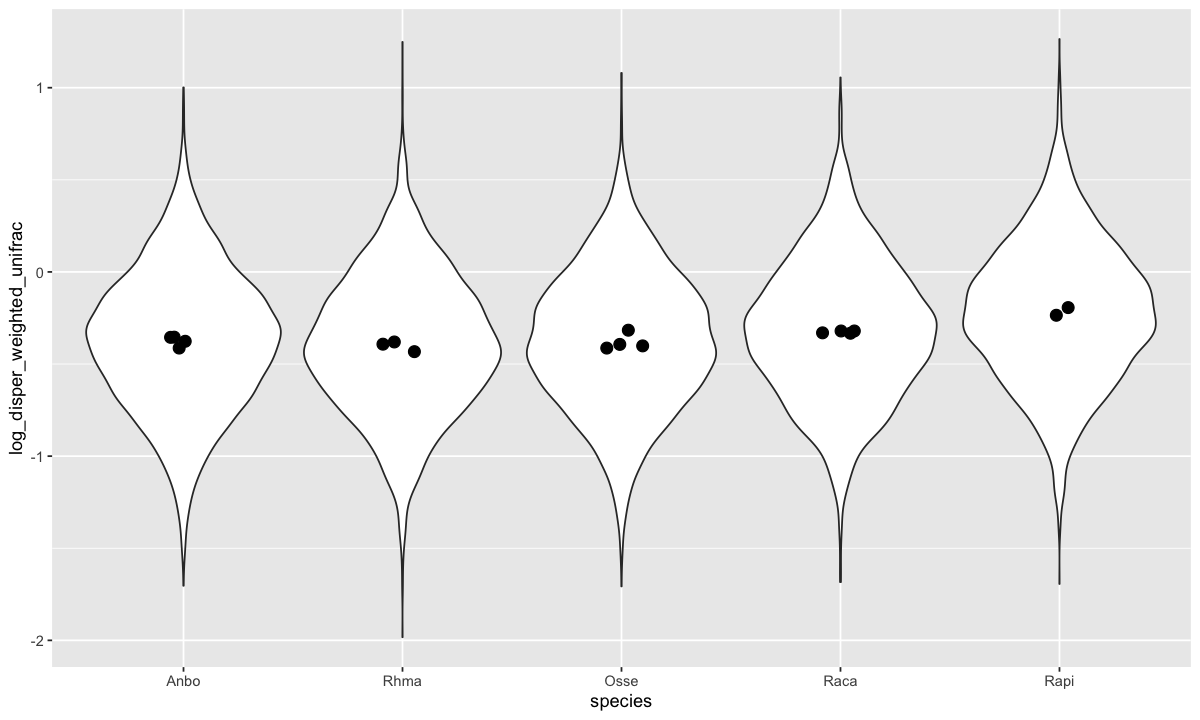 log_disper_weighted_unifrac
1
0
-1
-2
Anbo Rhma Osse Raca Rapi
species